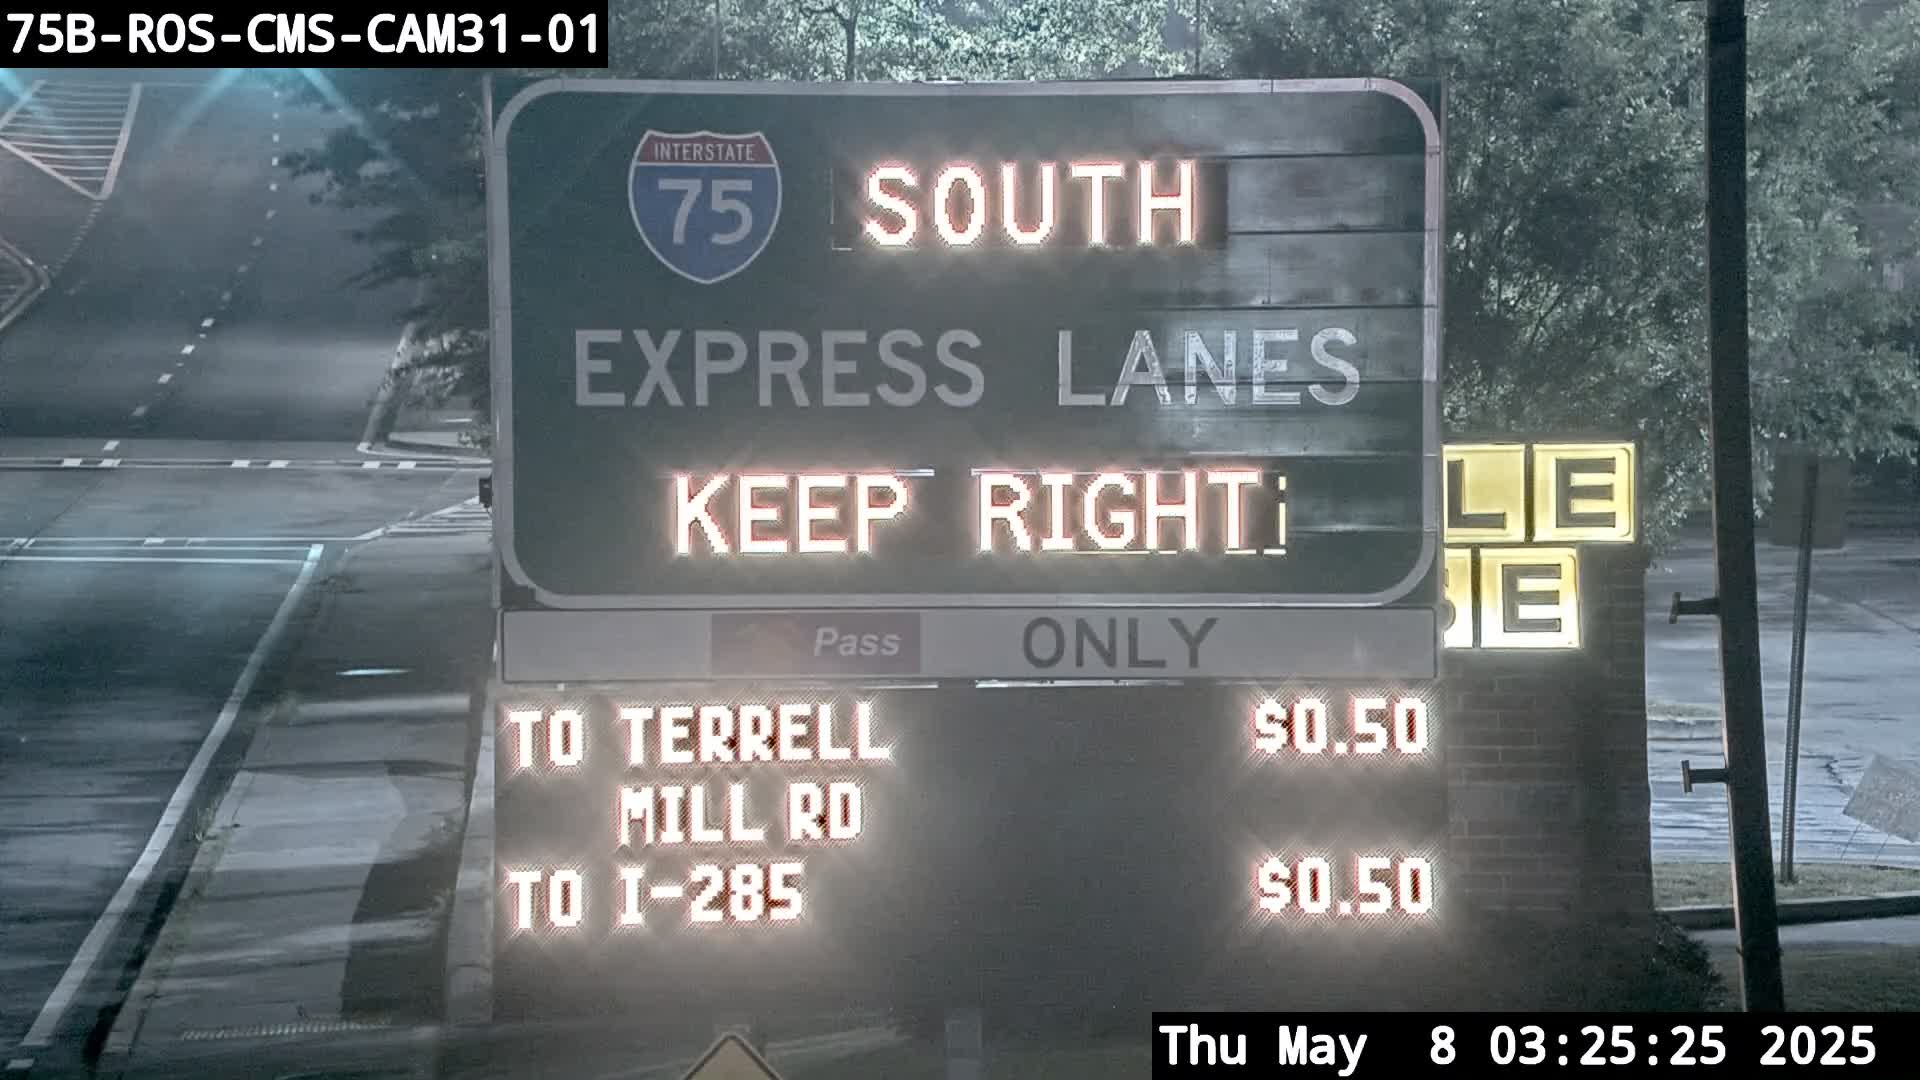 75B-ROS-CMS-CAM31-01
INTERSTATE
75
SOUTH
EXPRESS LANES
KEEP RIGHT
Pass ONLY
TO TERRELL $0.50
MILL RD
TO I-285 $0.50
LE
E
Thu May 8 03:25:25 2025